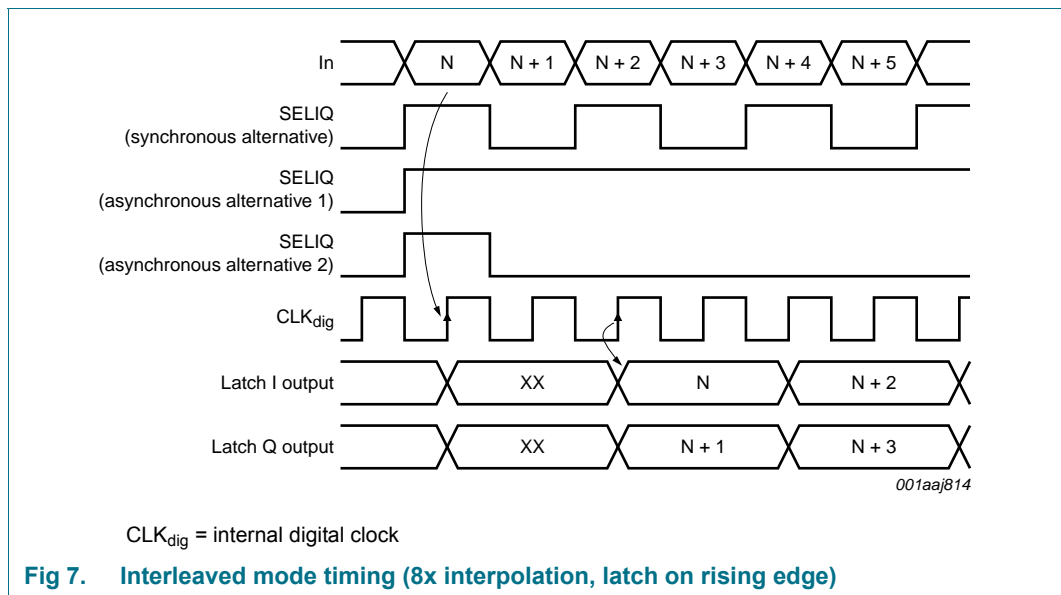 In N N + 1 N + 2 N + 3 N + 4 N + 5
SELIQ
(synchronous alternative)
SELIQ
(asynchronous alternative 1)
SELIQ
(asynchronous alternative 2)
CLKdig
Latch I output XX N N + 2
Latch Q output XX N + 1 N + 3
001aaj814
CLKdig = internal digital clock
Fig 7. Interleaved mode timing (8x interpolation, latch on rising edge)